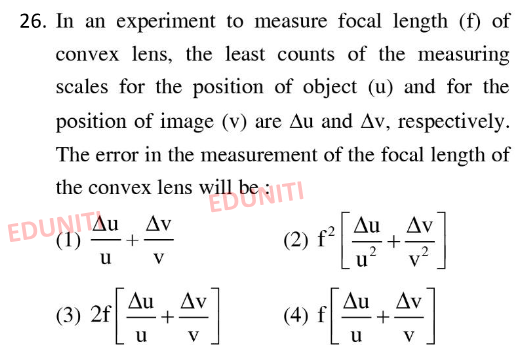 26. In an experiment to measure focal length (f) of
convex lens, the least counts of the measuring
scales for the position of object (u) and for the
position of image (v) are Δu and Δv, respectively.
The error in the measurement of the focal length of
the convex lens will be :
EDUNITI
EDUNITI
(1) Δu/u + Δv/v
(2) f² [Δu/u² + Δv/v²]
(3) 2f [Δu/u + Δv/v]
(4) f [Δu/u + Δv/v]